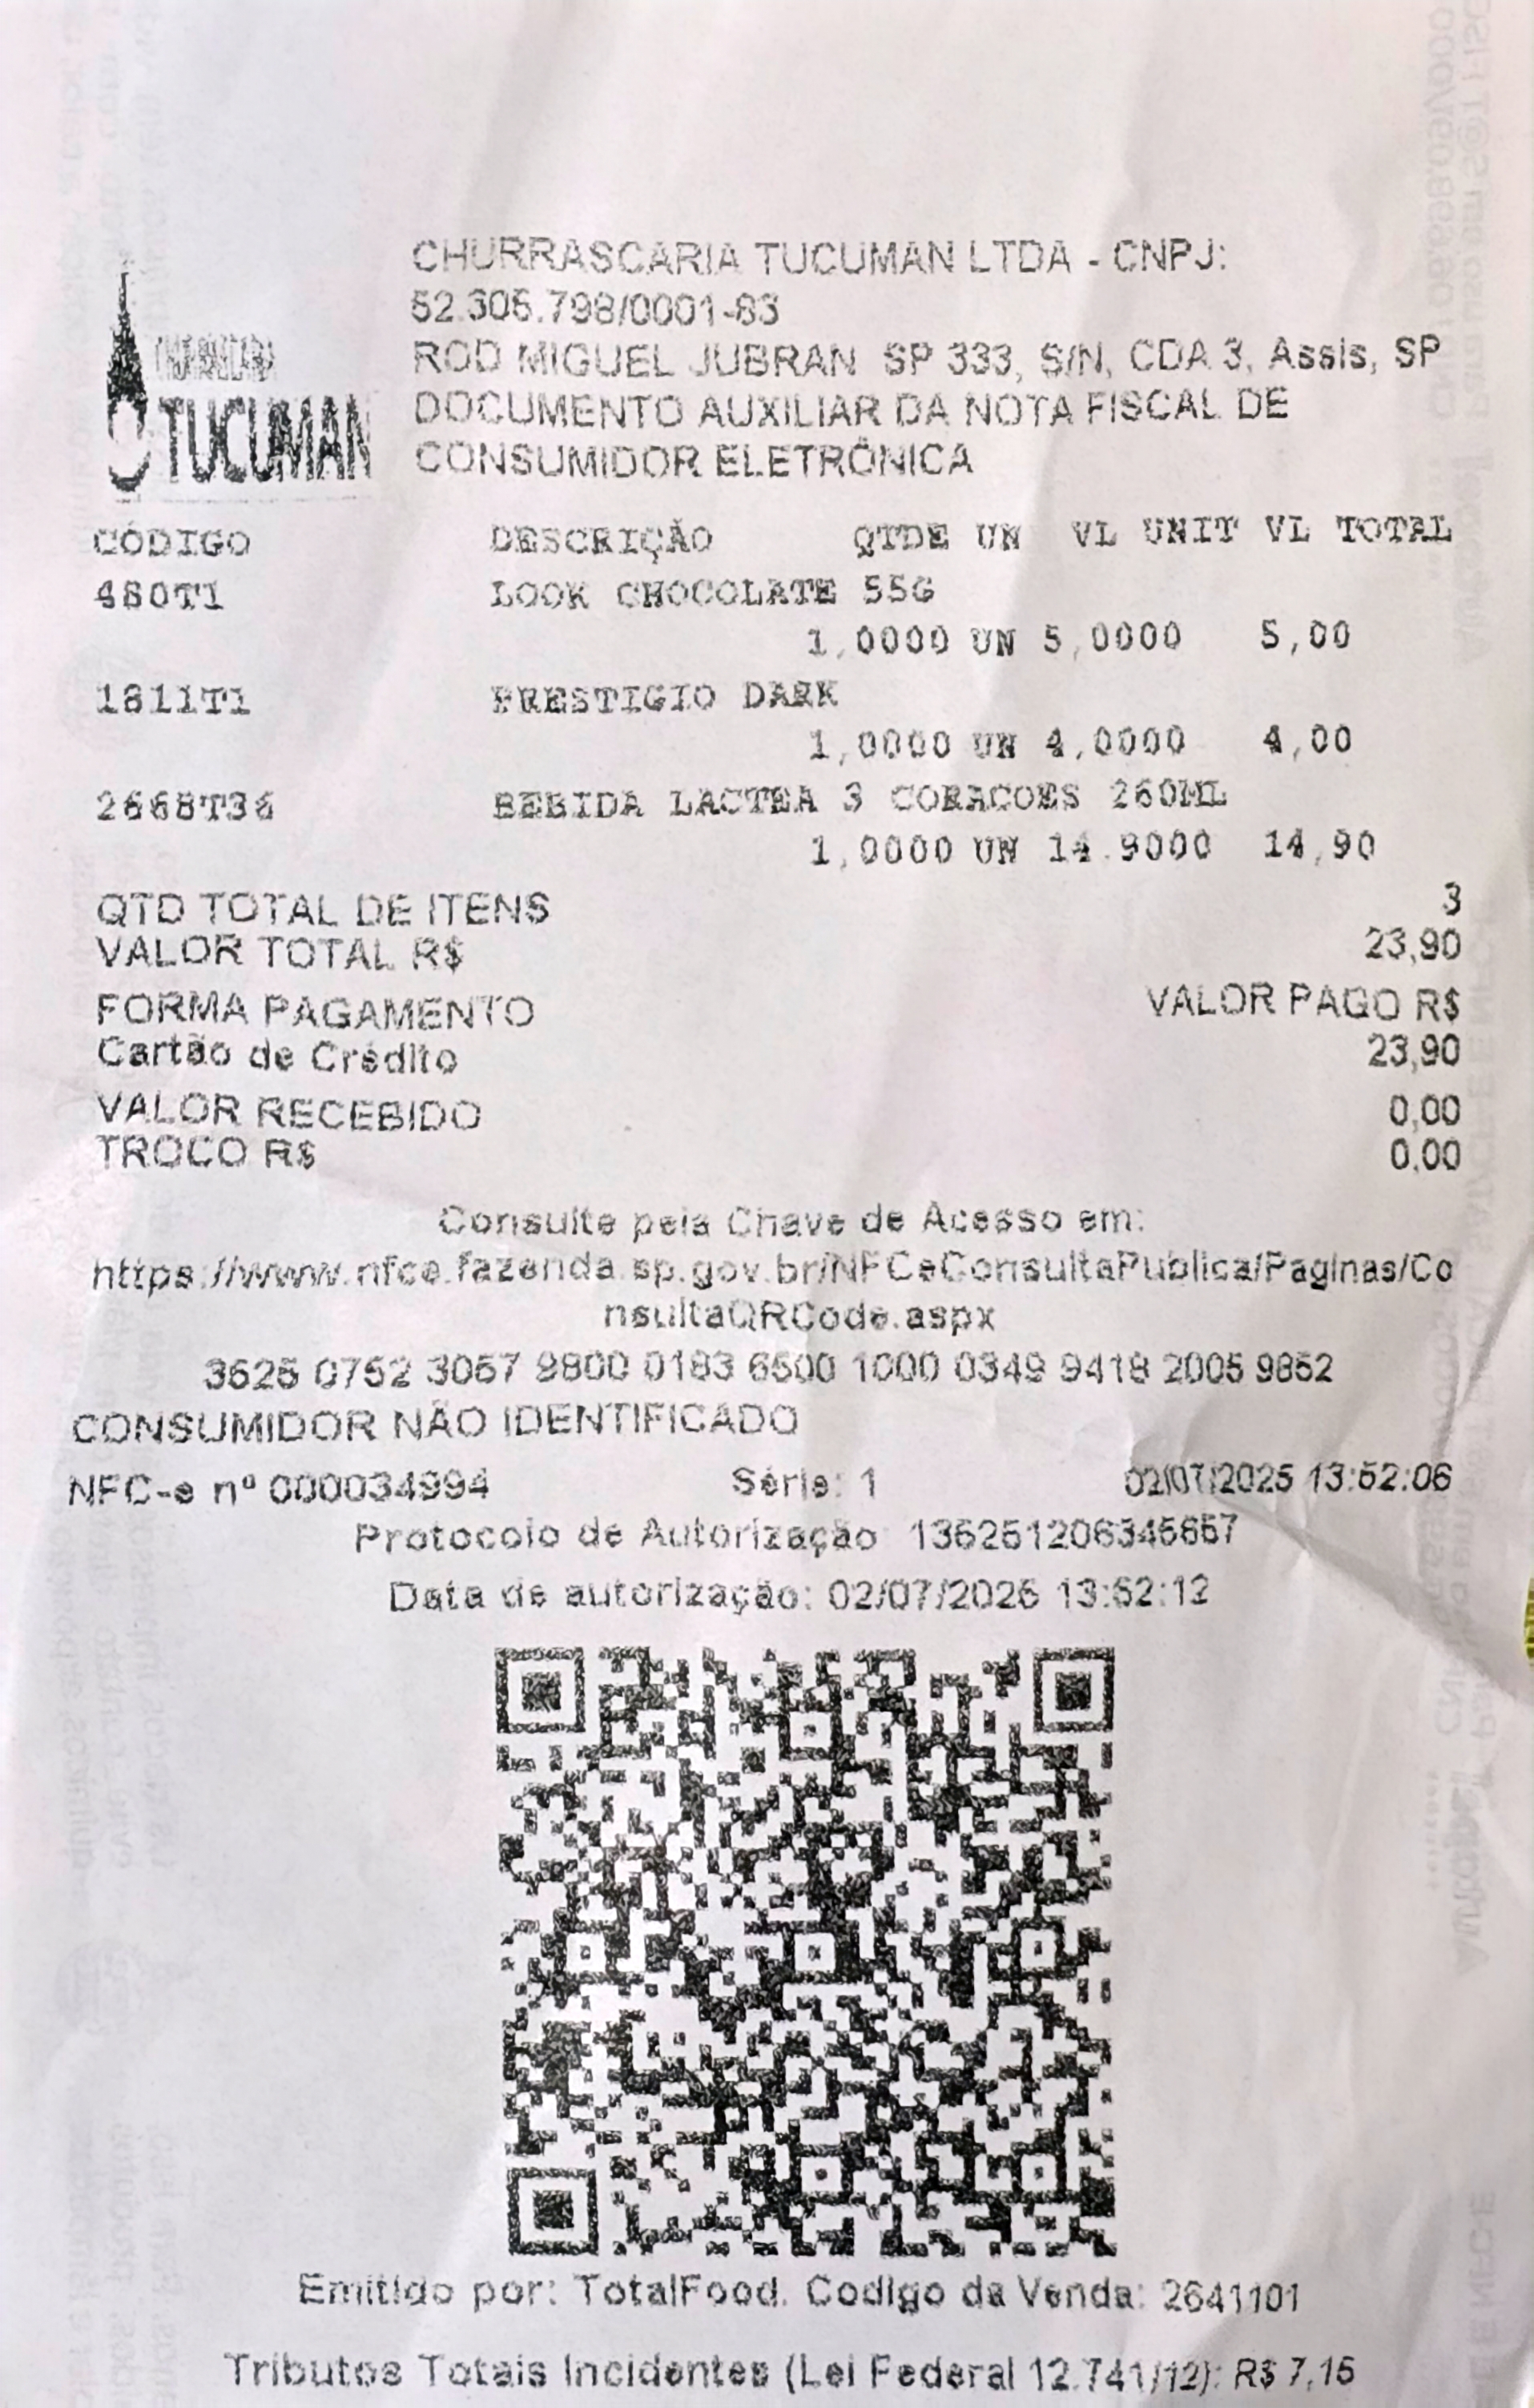 CHURRASCARIA TUCUMAN LTDA - CNPJ:
52.305.798/0001-83
ROD MIGUEL JUBRAN SP 333, S/N, CDA 3, Assis, SP
DOCUMENTO AUXILIAR DA NOTA FISCAL DE
CONSUMIDOR ELETRÔNICA
CHURRASCARIA
TUCUMAN
CÓDIGO DESCRIÇÃO QTDE UN VL UNIT VL TOTAL
480T1 LOOK CHOCOLATE 55G
1,0000 UN 5,0000 5,00
1811T1 PRESTIGIO DARK
1,0000 UN 4,0000 4,00
2668T36 BEBIDA LACTEA 3 CORACOES 260ML
1,0000 UN 14.9000 14,90
QTD TOTAL DE ITENS 3
VALOR TOTAL R$ 23,90
FORMA PAGAMENTO VALOR PAGO R$
Cartão de Crédito 23,90
VALOR RECEBIDO 0,00
TROCO R$ 0,00
Consulte pela Chave de Acesso em:
https://www.nfce.fazenda.sp.gov.br/NFCeConsultaPublica/Paginas/Co
nsultaQRCode.aspx
3525 0752 3057 9800 0183 6500 1000 0349 9418 2005 9852
CONSUMIDOR NÃO IDENTIFICADO
NFC-e nº 000034994 Série: 1 02/07/2025 13:52:06
Protocolo de Autorização 135251206345657
Data de autorização: 02/07/2025 13:52:12
Emitido por: TotalFood. Codigo da Venda: 2641101
Tributos Totais Incidentes (Lei Federal 12.741/12): R$ 7,15